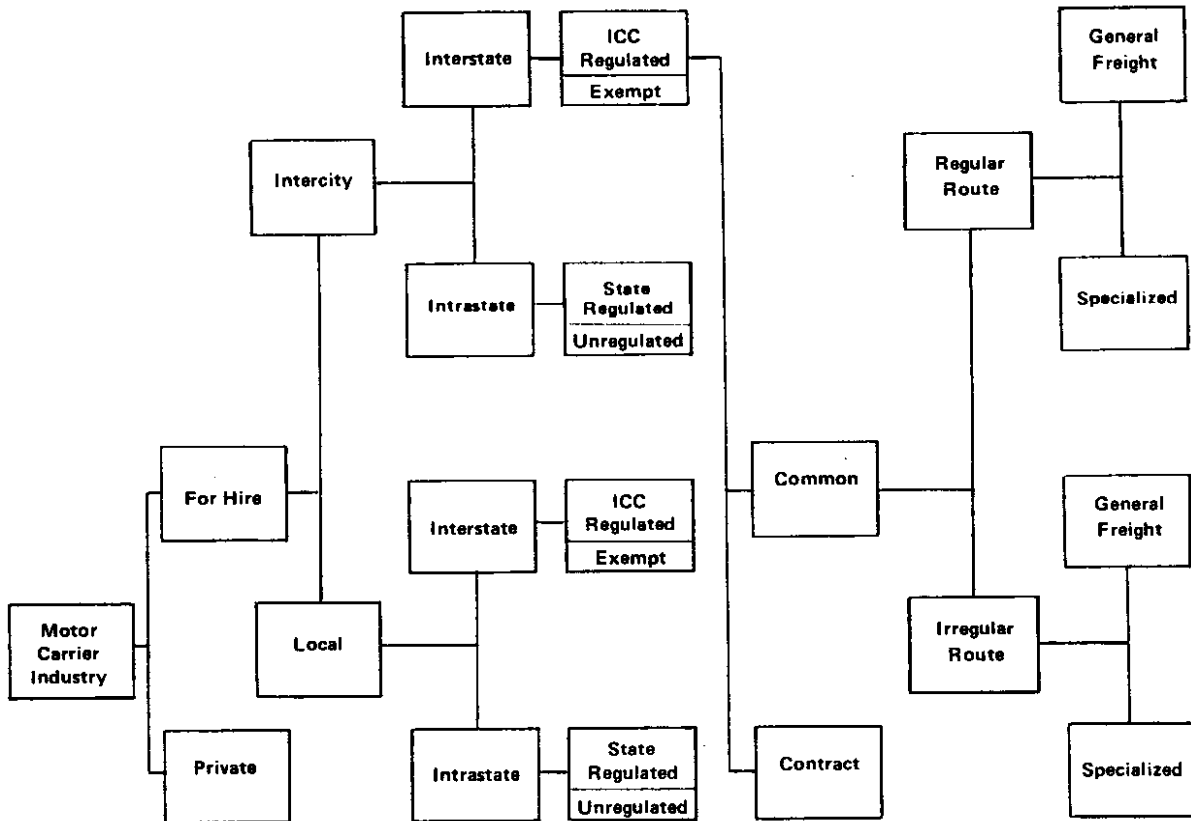 Interstate
ICC
Regulated
Exempt
General
Freight
Intercity
Regular
Route
Intrastate
State
Regulated
Unregulated
Specialized
For Hire
Interstate
ICC
Regulated
Exempt
Common
General
Freight
Motor
Carrier
Industry
Local
Irregular
Route
Private
Intrastate
State
Regulated
Unregulated
Contract
Specialized